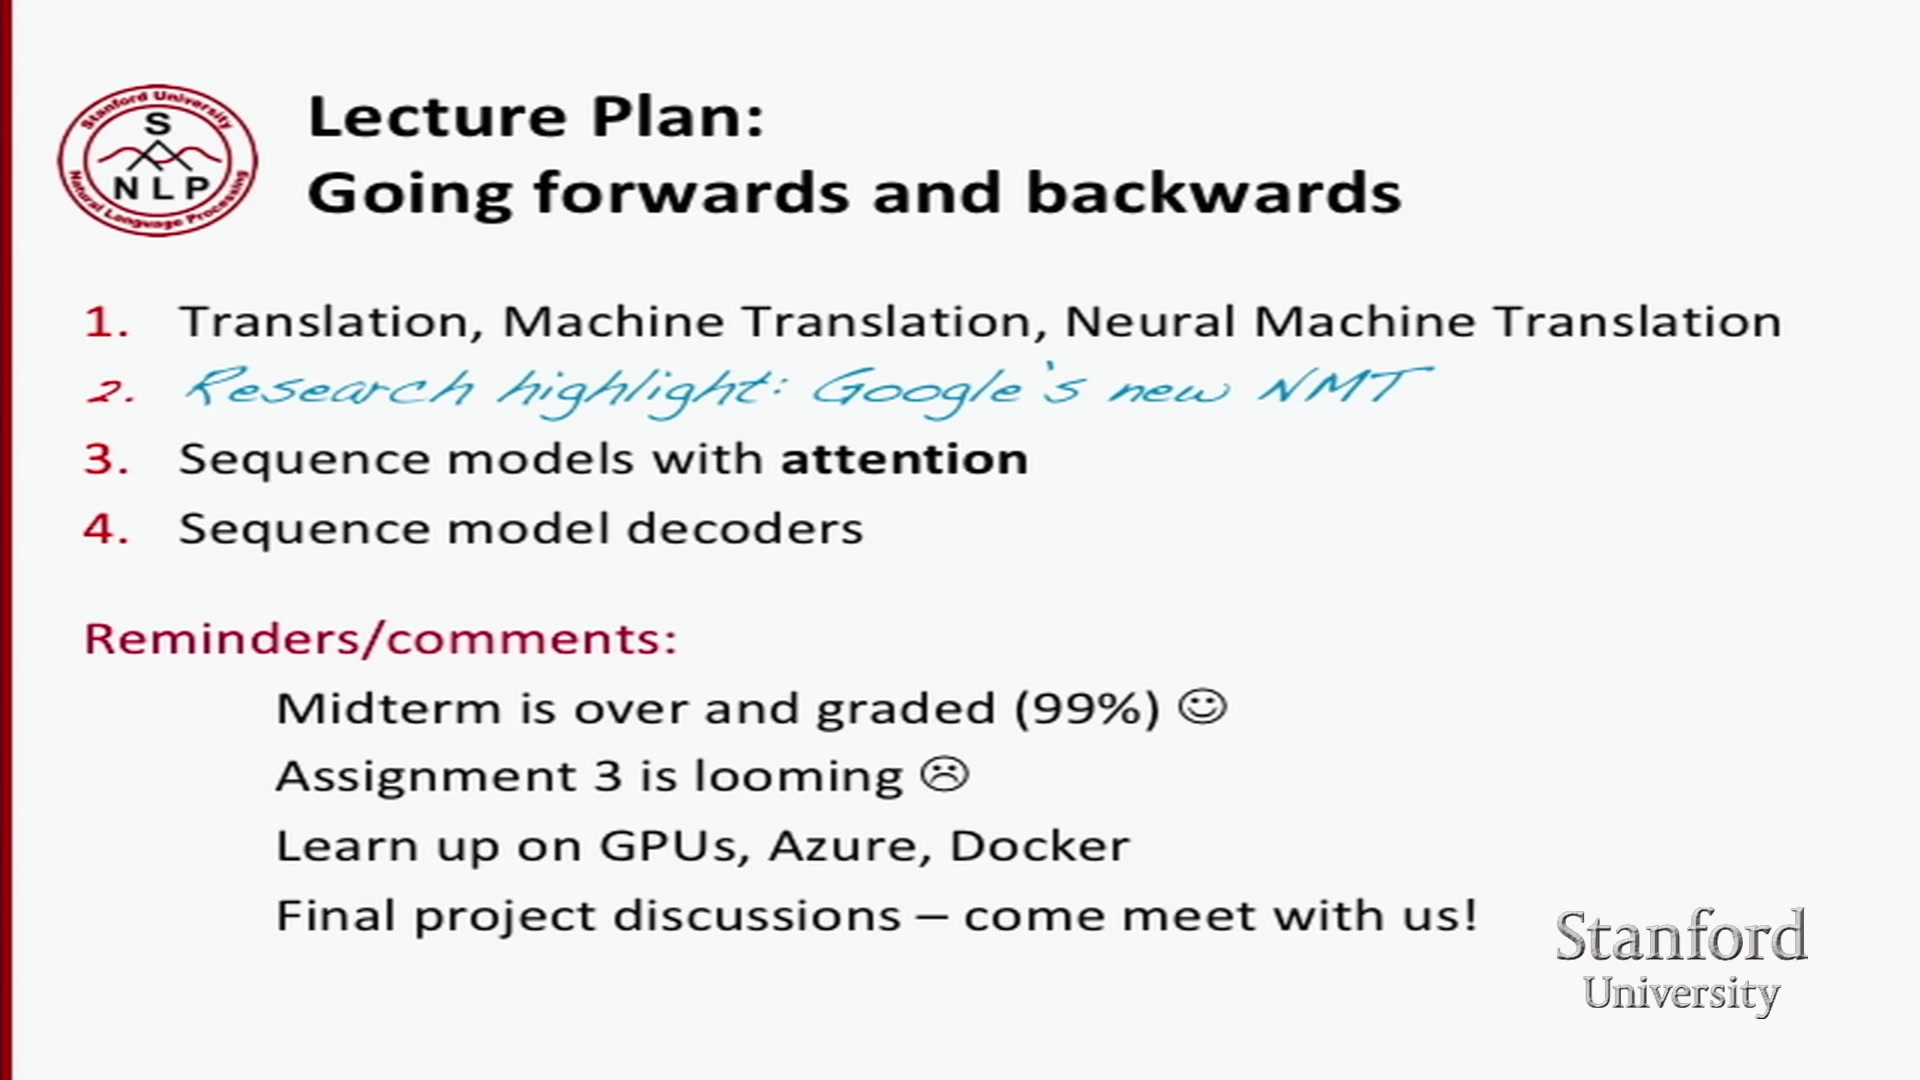 Stanford University
S
NLP
Natural Language Processing
Lecture Plan:
Going forwards and backwards
1. Translation, Machine Translation, Neural Machine Translation
2. Research highlight: Google's new NMT
3. Sequence models with attention
4. Sequence model decoders
Reminders/comments:
Midterm is over and graded (99%) ☺
Assignment 3 is looming ☹
Learn up on GPUs, Azure, Docker
Final project discussions – come meet with us!
Stanford
University